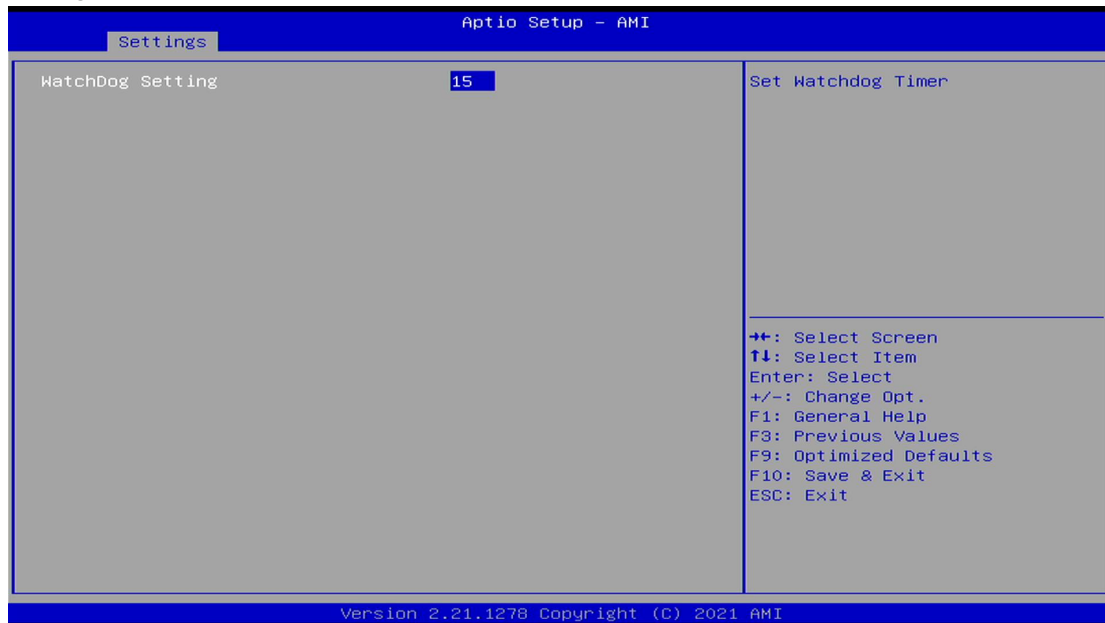 Aptio Setup – AMI
Settings
WatchDog Setting 15
Set Watchdog Timer
→←: Select Screen
↑↓: Select Item
Enter: Select
+/-: Change Opt.
F1: General Help
F3: Previous Values
F9: Optimized Defaults
F10: Save & Exit
ESC: Exit
Version 2.21.1278 Copyright (C) 2021 AMI